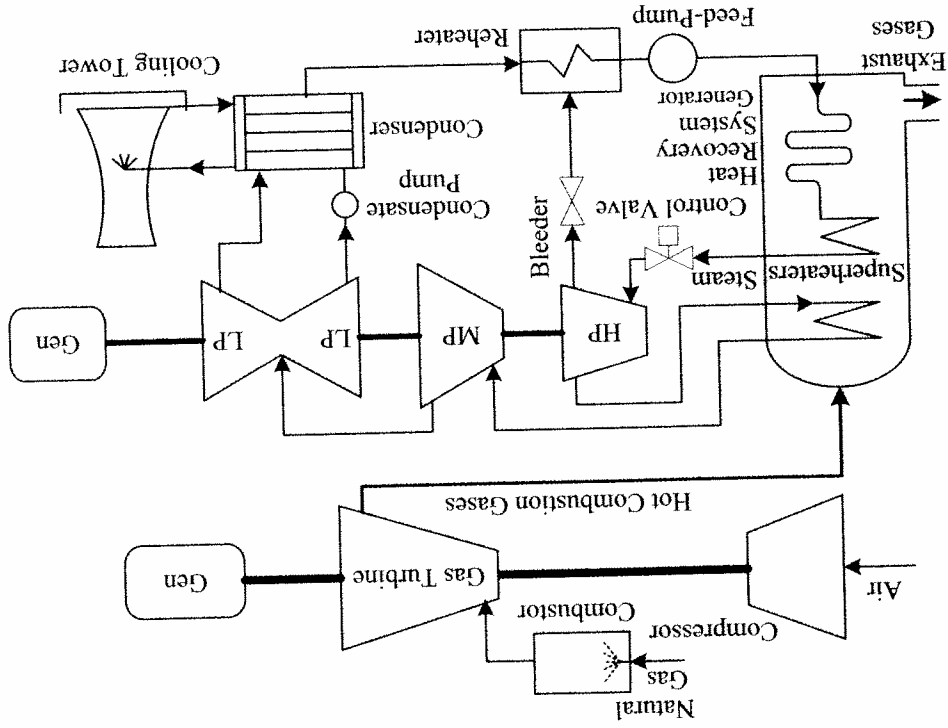 Natural
Gas
Air
Compressor
Combustor
Gas Turbine
Gen
Hot Combustion Gases
HP
MP
LP
LP
Gen
Superheaters
Steam
Control Valve
Bleeder
Condensate
Pump
Heat
Recovery
System
Generator
Condenser
Cooling Tower
Exhaust
Gases
Reheater
Feed-Pump